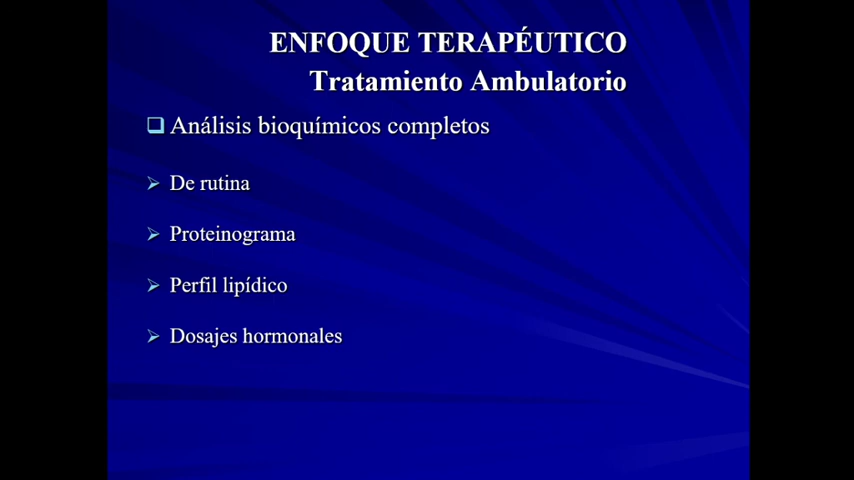 ENFOQUE TERAPÉUTICO
Tratamiento Ambulatorio
Análisis bioquímicos completos
De rutina
Proteinograma
Perfil lipídico
Dosajes hormonales